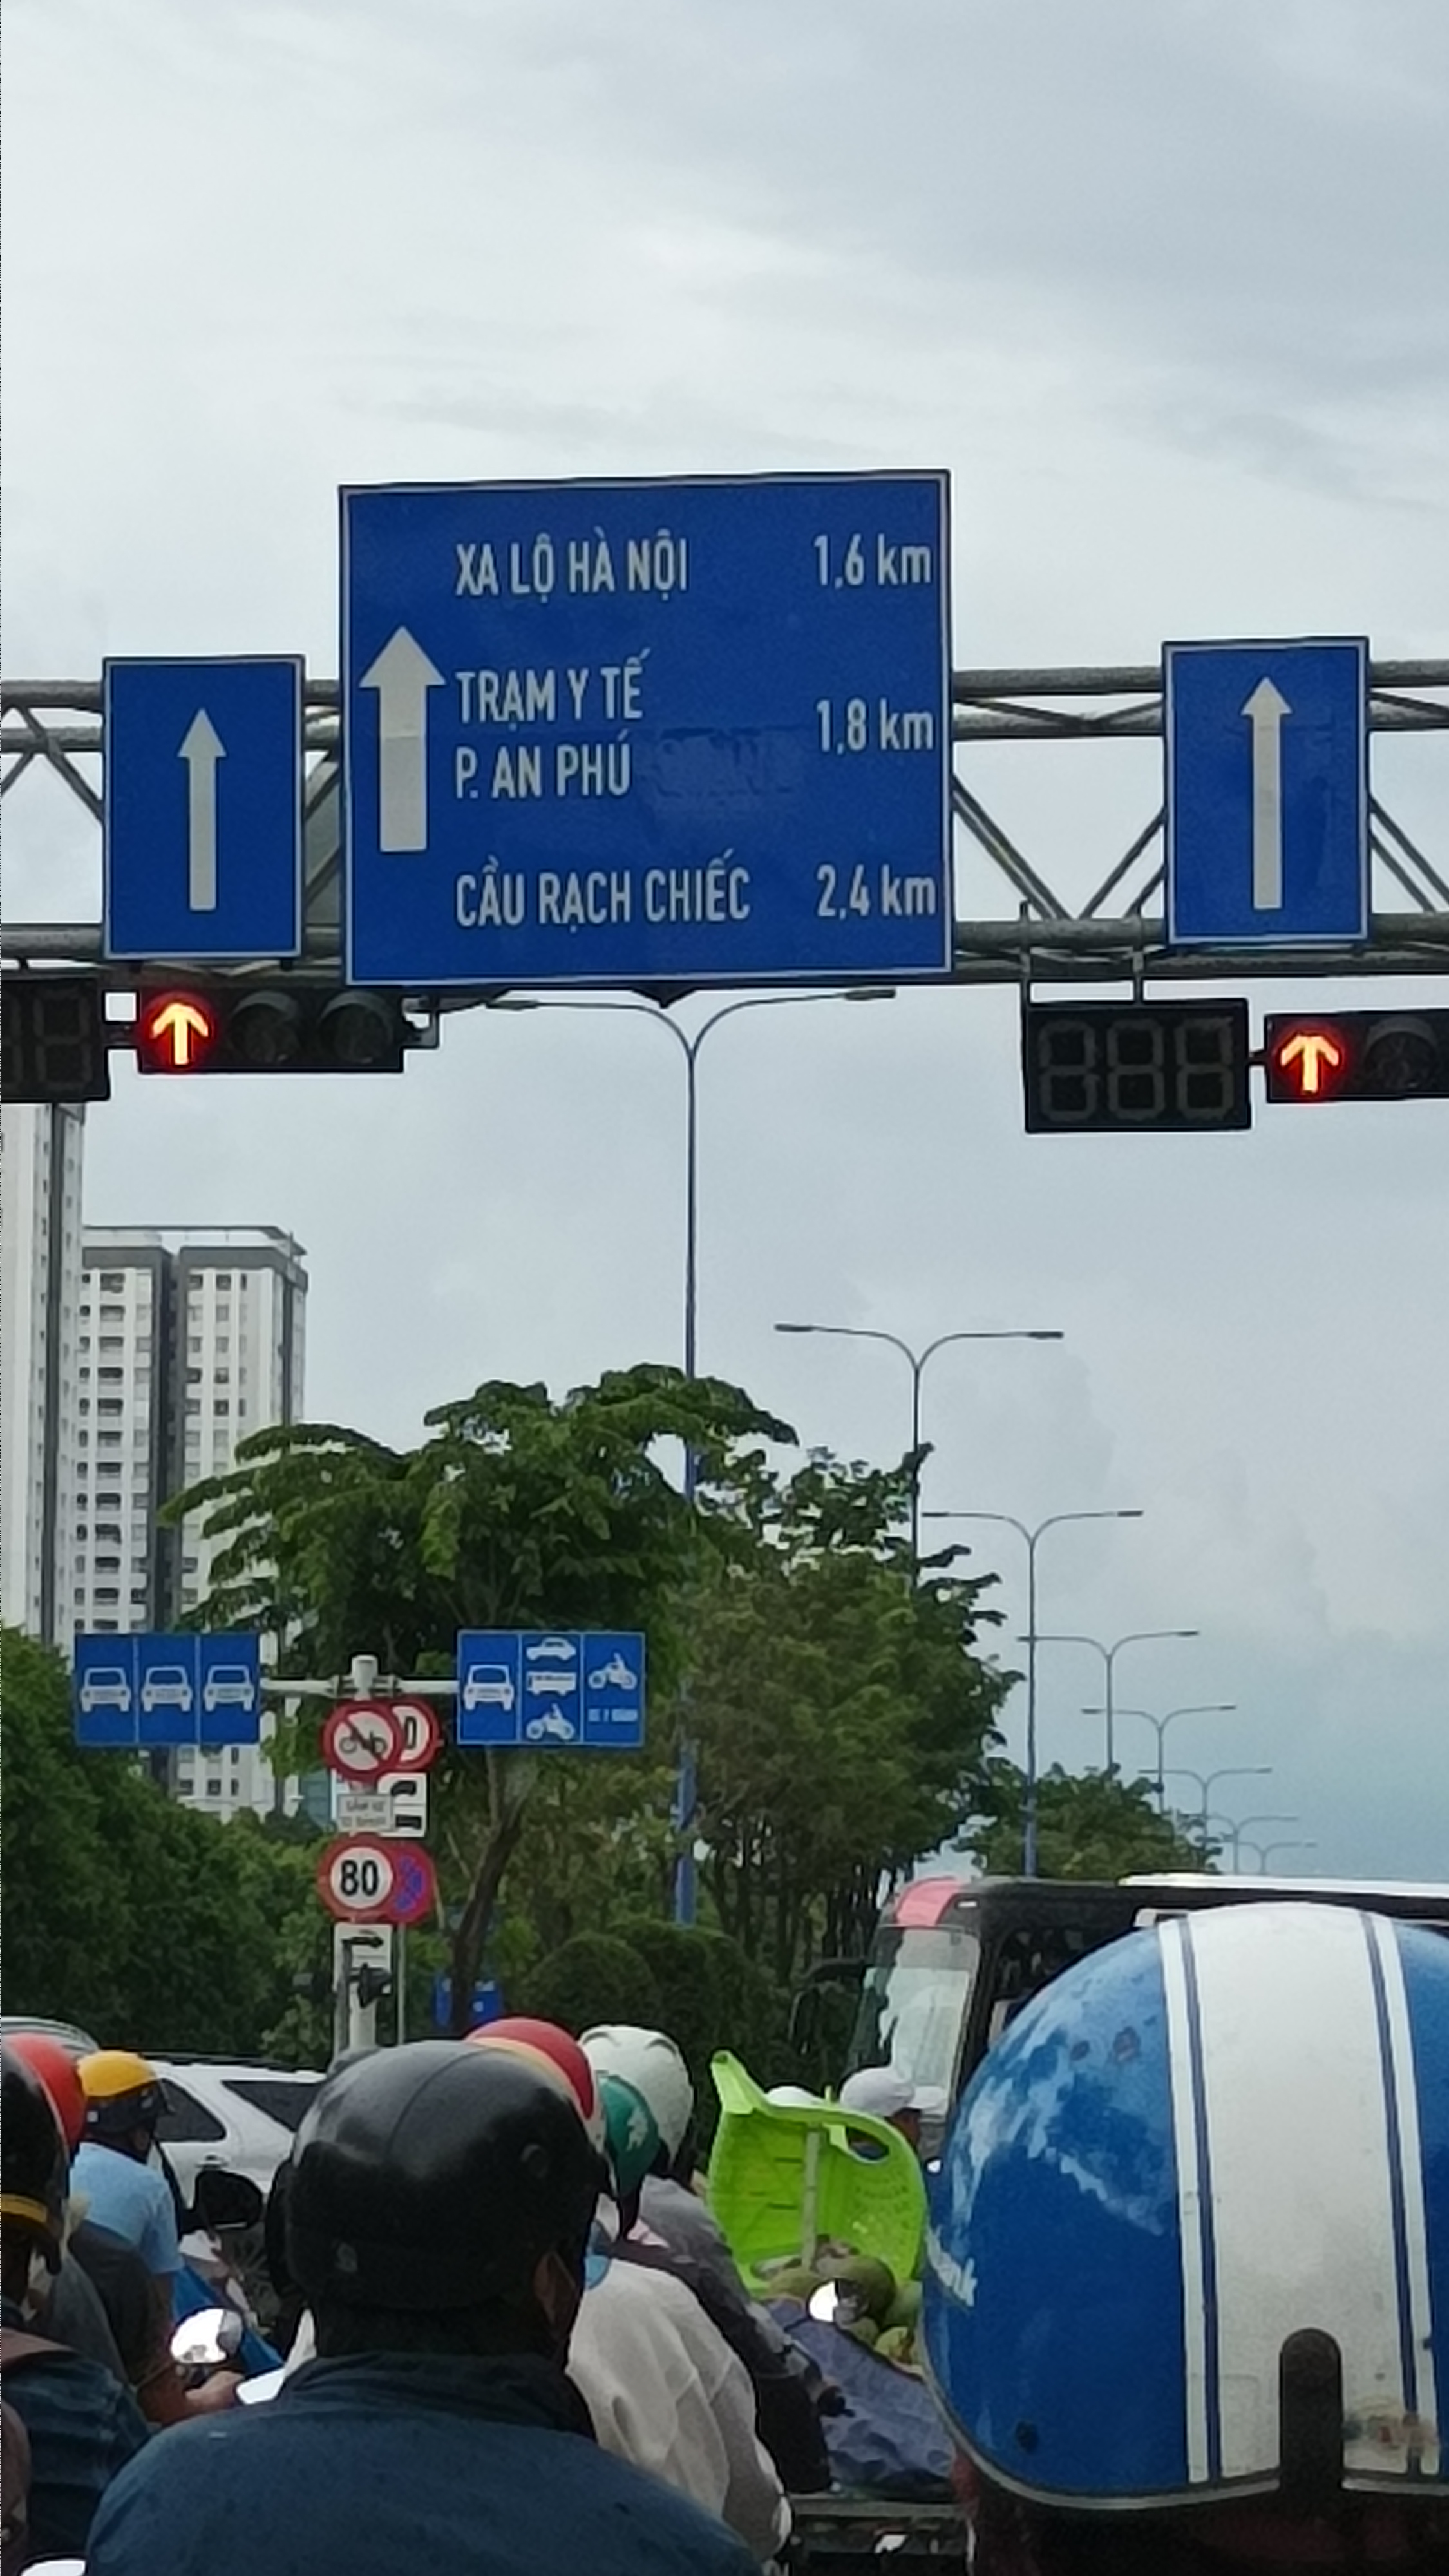 XA LỘ HÀ NỘI 1,6 km
TRẠM Y TẾ
P. AN PHÚ 1,8 km
CẦU RẠCH CHIẾC 2,4 km
80